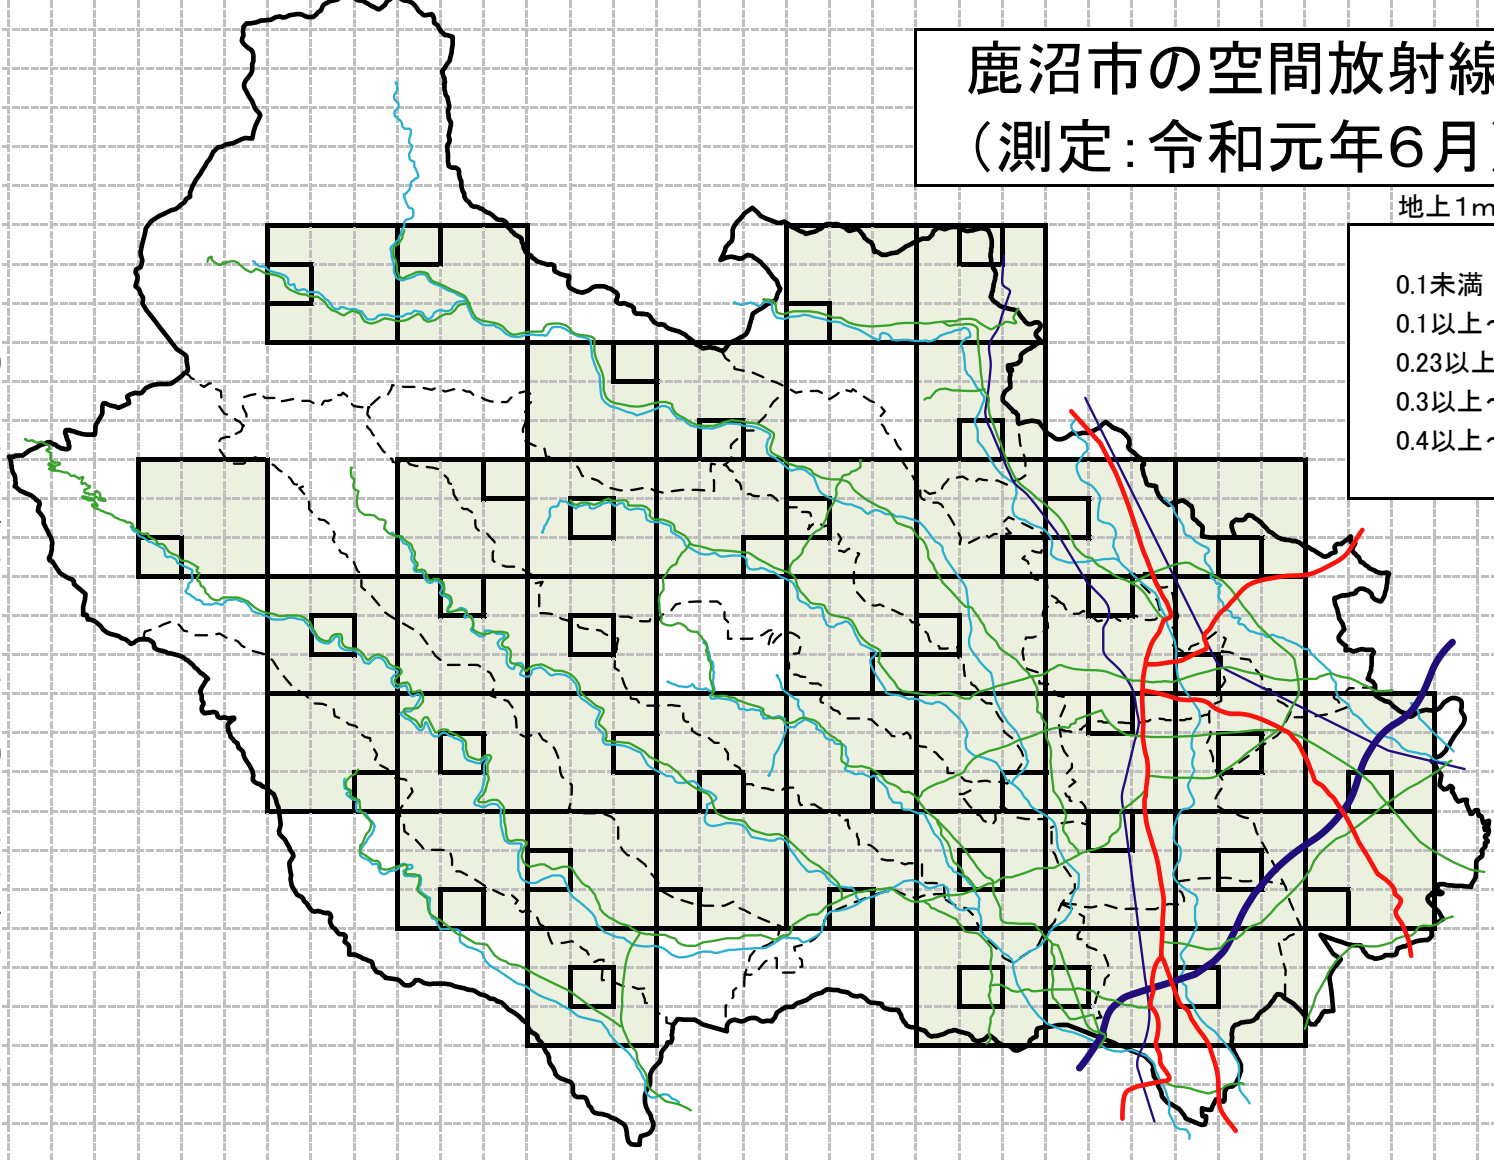 鹿沼市の空間放射線
（測定：令和元年６月）
地上１ｍ
0.1未満
0.1以上～
0.23以上
0.3以上～
0.4以上～